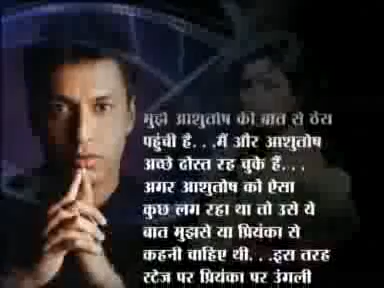 मुझे आशुतोष की बात से ठेस
पहुंची है. . .मैं और आशुतोष
अच्छे दोस्त रह चुके हैं. . .
अगर आशुतोष को ऐसा
कुछ लग रहा था तो उसे ये
बात मुझसे या प्रियंका से
कहनी चाहिए थी. . .इस तरह
स्टेज पर प्रियंका पर उंगली